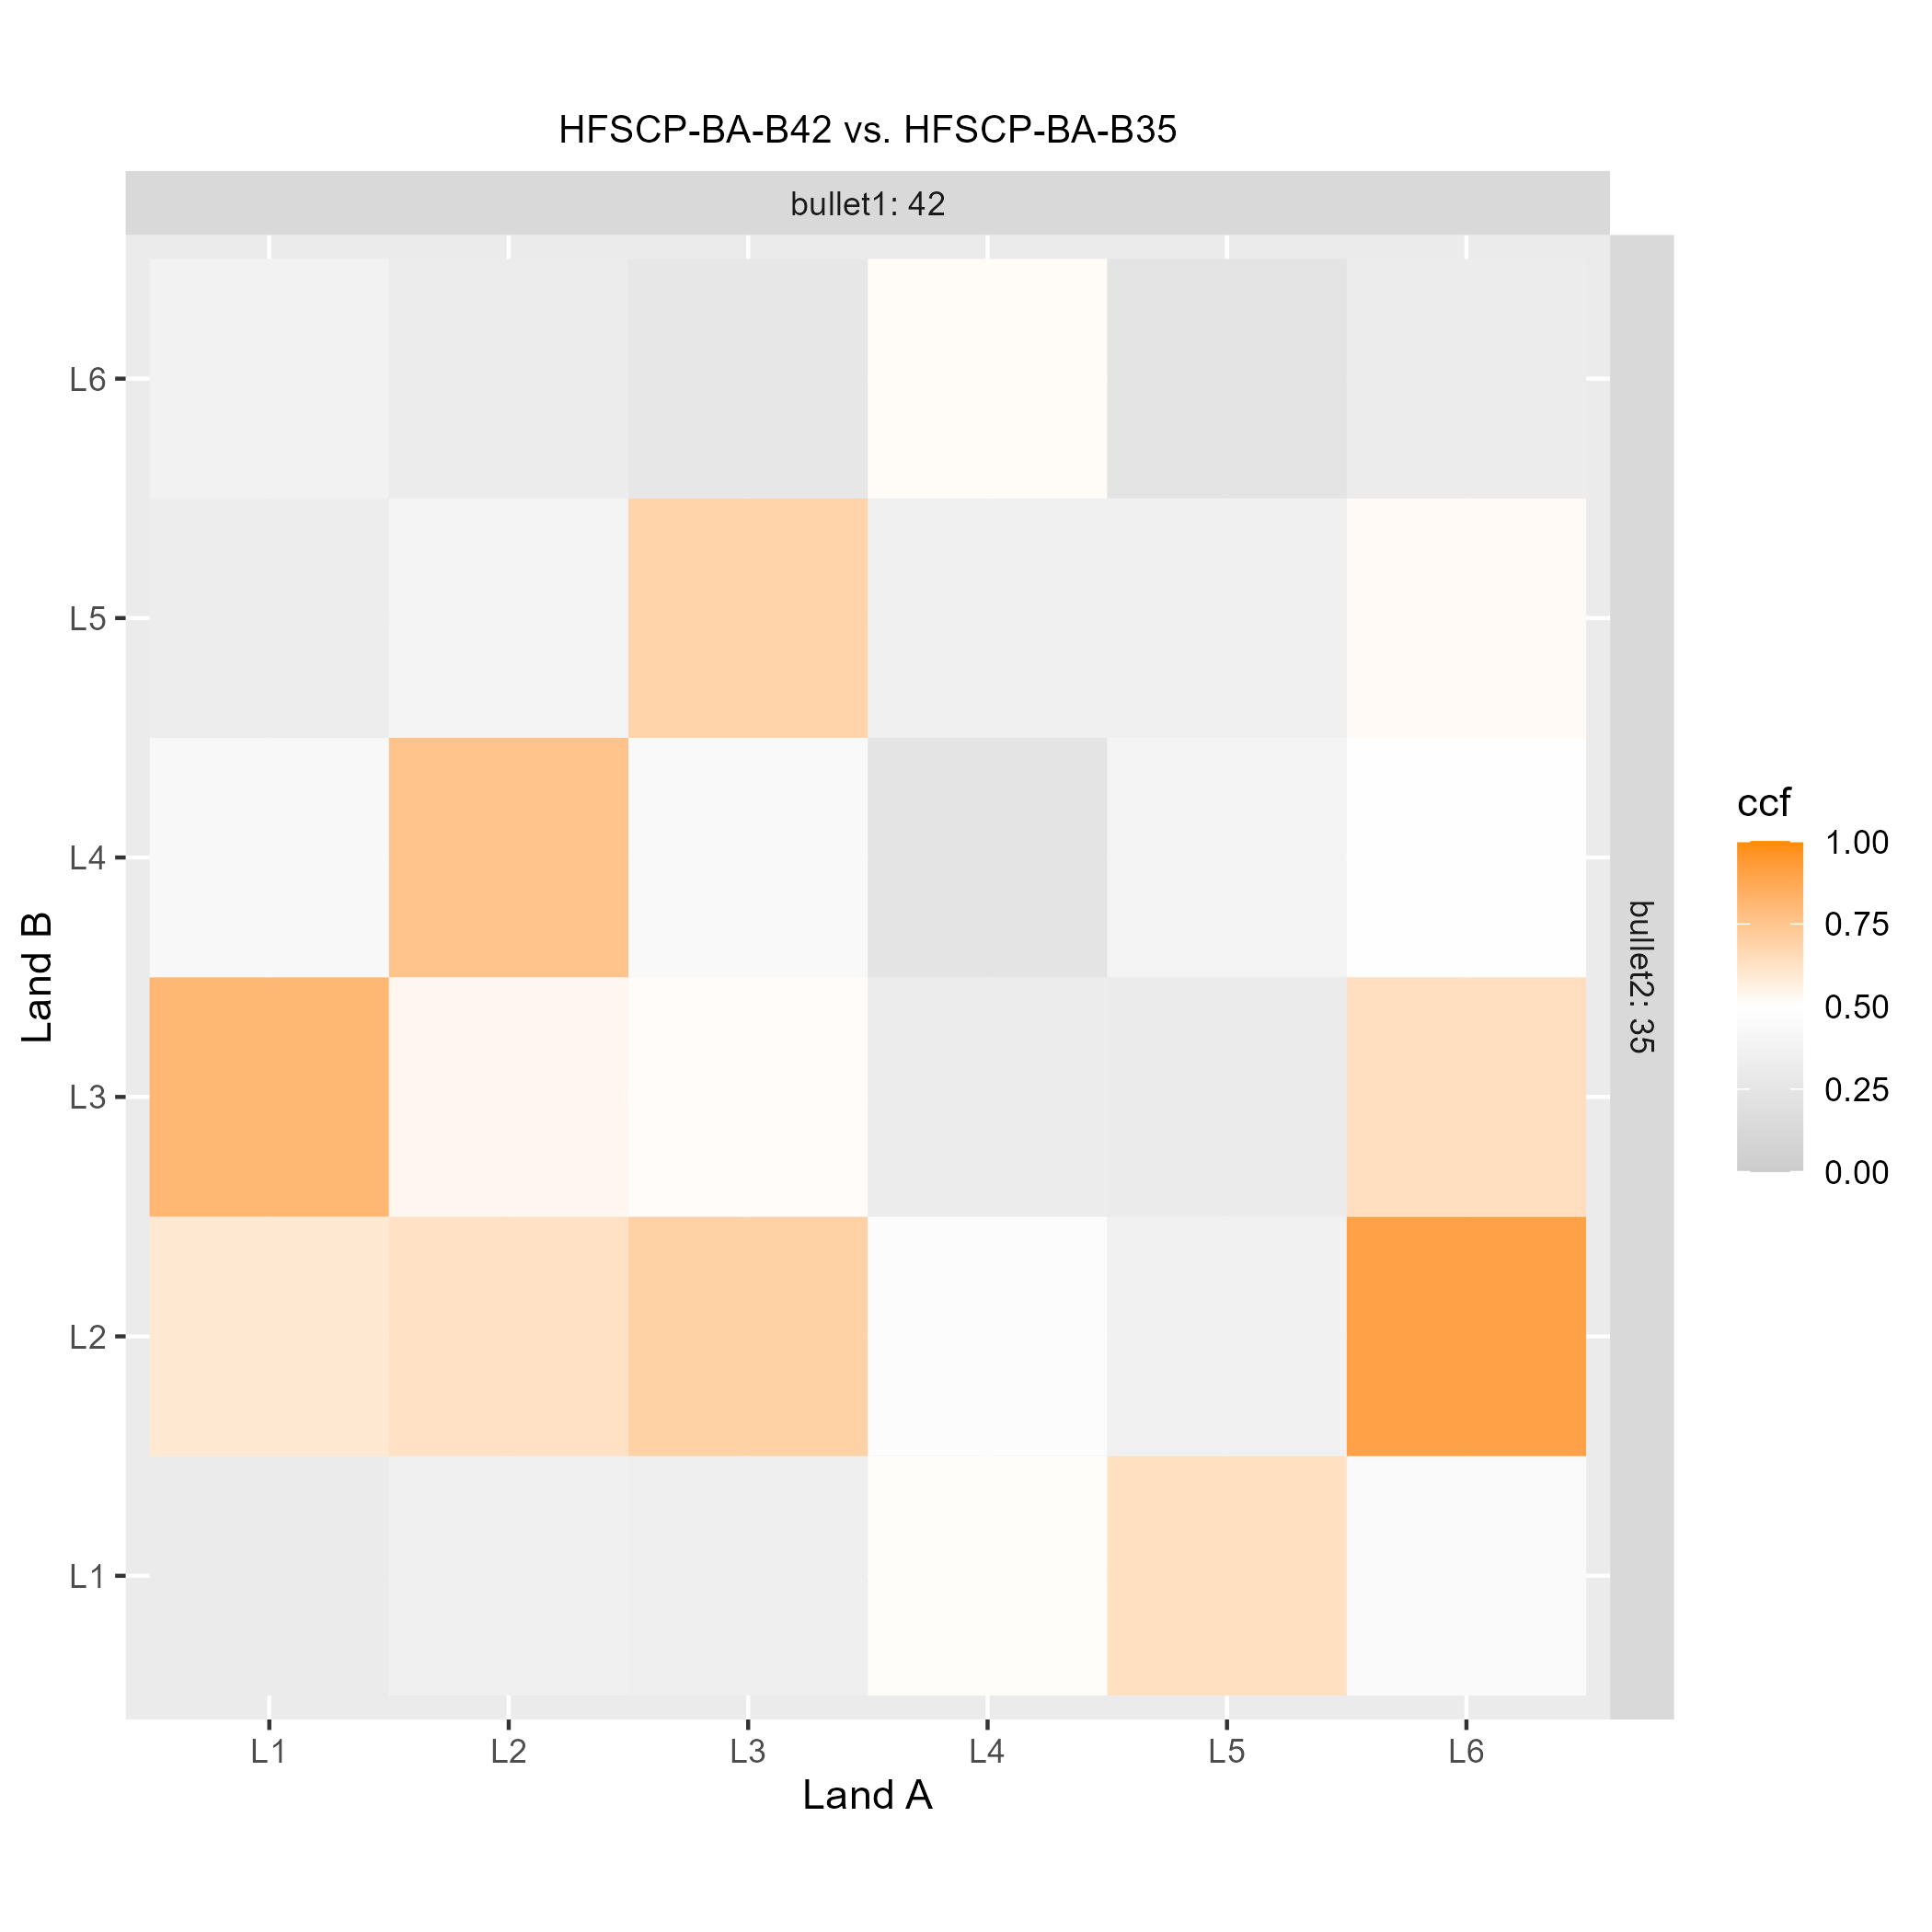 HFSCP-BA-B42 vs. HFSCP-BA-B35
bullet1: 42
L6
L5
L4
L3
L2
L1
Land B
L1 L2 L3 L4 L5 L6
Land A
bullet2: 35
ccf
1.00
0.75
0.50
0.25
0.00